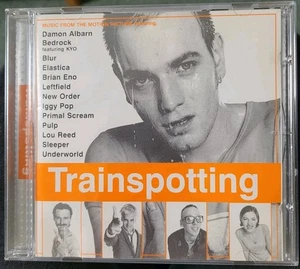 MUSIC FROM THE MOTION PICTURE
Damon Albarn
Bedrock
featuring KYO
Blur
Elastica
Brian Eno
Leftfield
New Order
Iggy Pop
Primal Scream
Pulp
Lou Reed
Sleeper
Underworld
Trainspotting